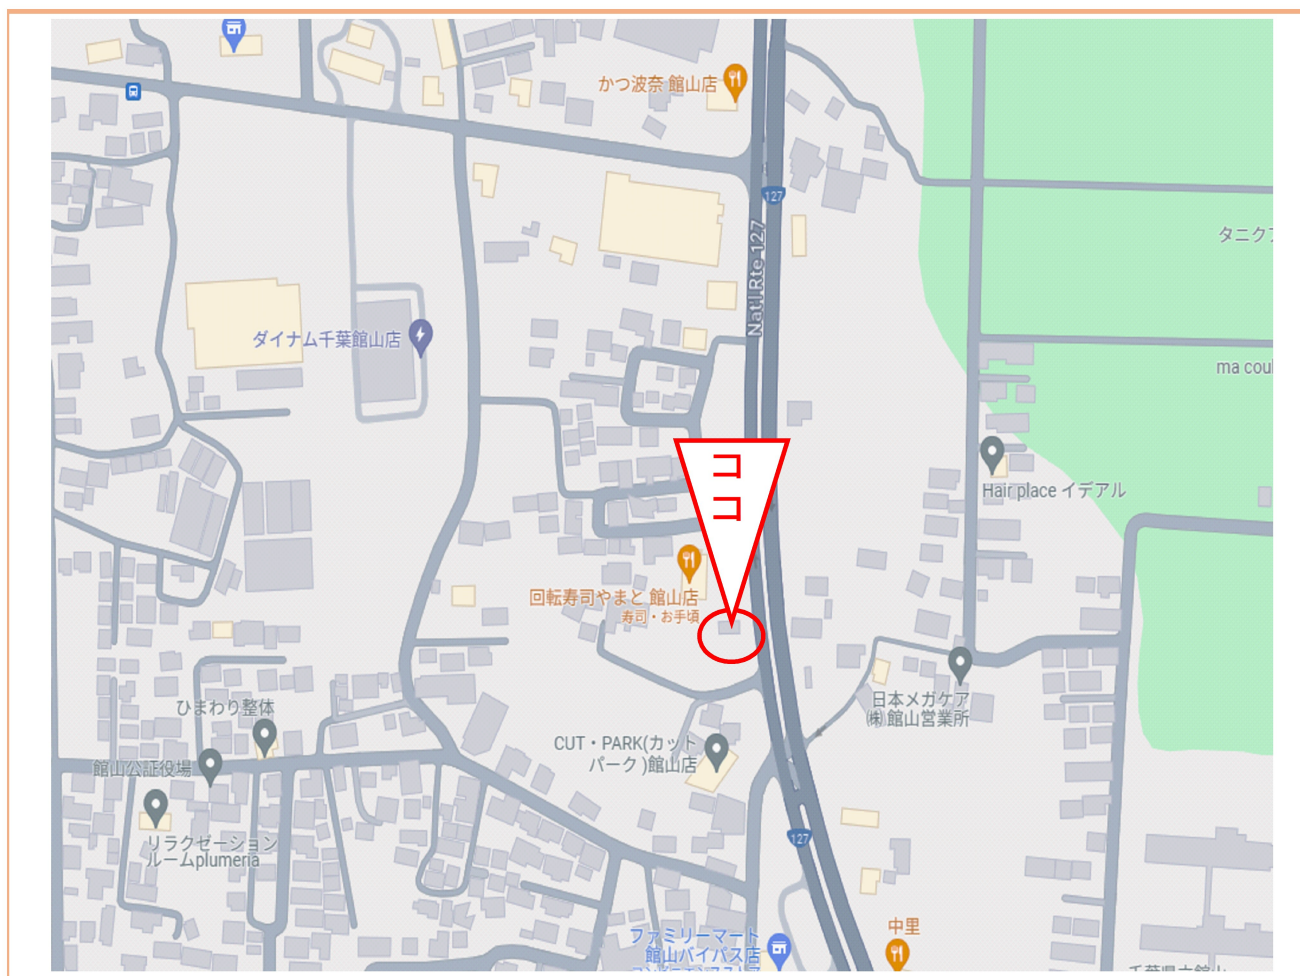 かつ波奈 館山店
127
タニク
Nat'l Rte 127
ダイナム千葉館山店
ma coul
ココ
Hair place イデアル
回転寿司やまと 館山店
寿司・お手頃
日本メガケア
㈱館山営業所
ひまわり整体
CUT・PARK(カット
パーク)館山店
館山公証役場
リラクゼーション
ルームplumeria
127
中里
ファミリーマート
館山バイパス店